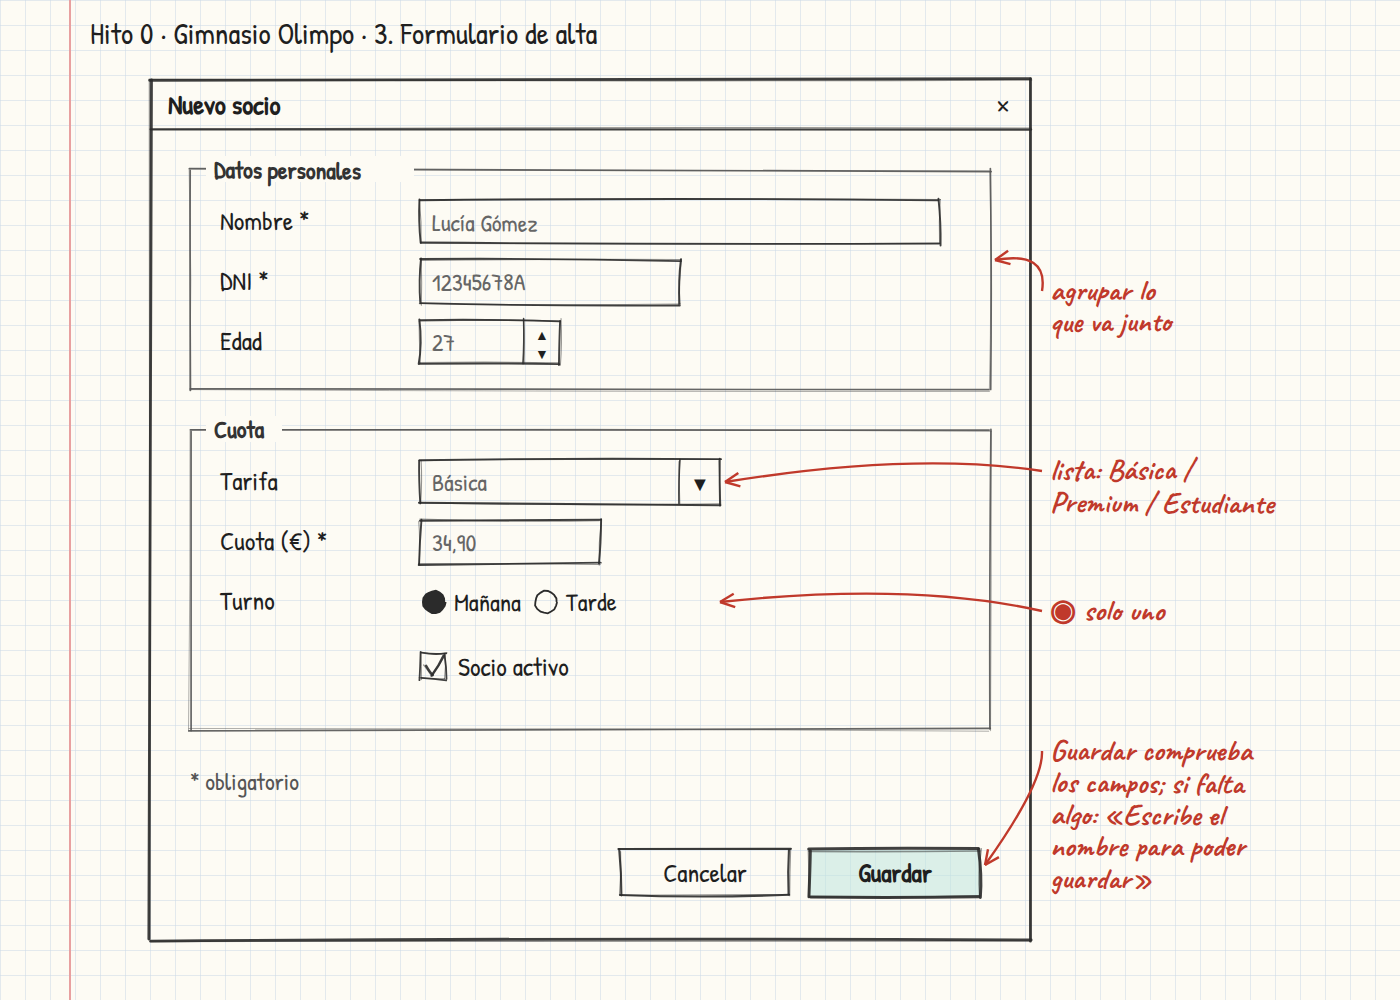 Hito 0 · Gimnasio Olimpo · 3. Formulario de alta
Nuevo socio ×
Datos personales
Nombre * Lucía Gómez
DNI * 12345678A
Edad 27
agrupar lo
que va junto
Cuota
Tarifa Básica
lista: Básica /
Premium / Estudiante
Cuota (€) * 34,90
Turno Mañana Tarde
solo uno
Socio activo
* obligatorio
Guardar comprueba
los campos; si falta
algo: «Escribe el
nombre para poder
guardar»
Cancelar Guardar